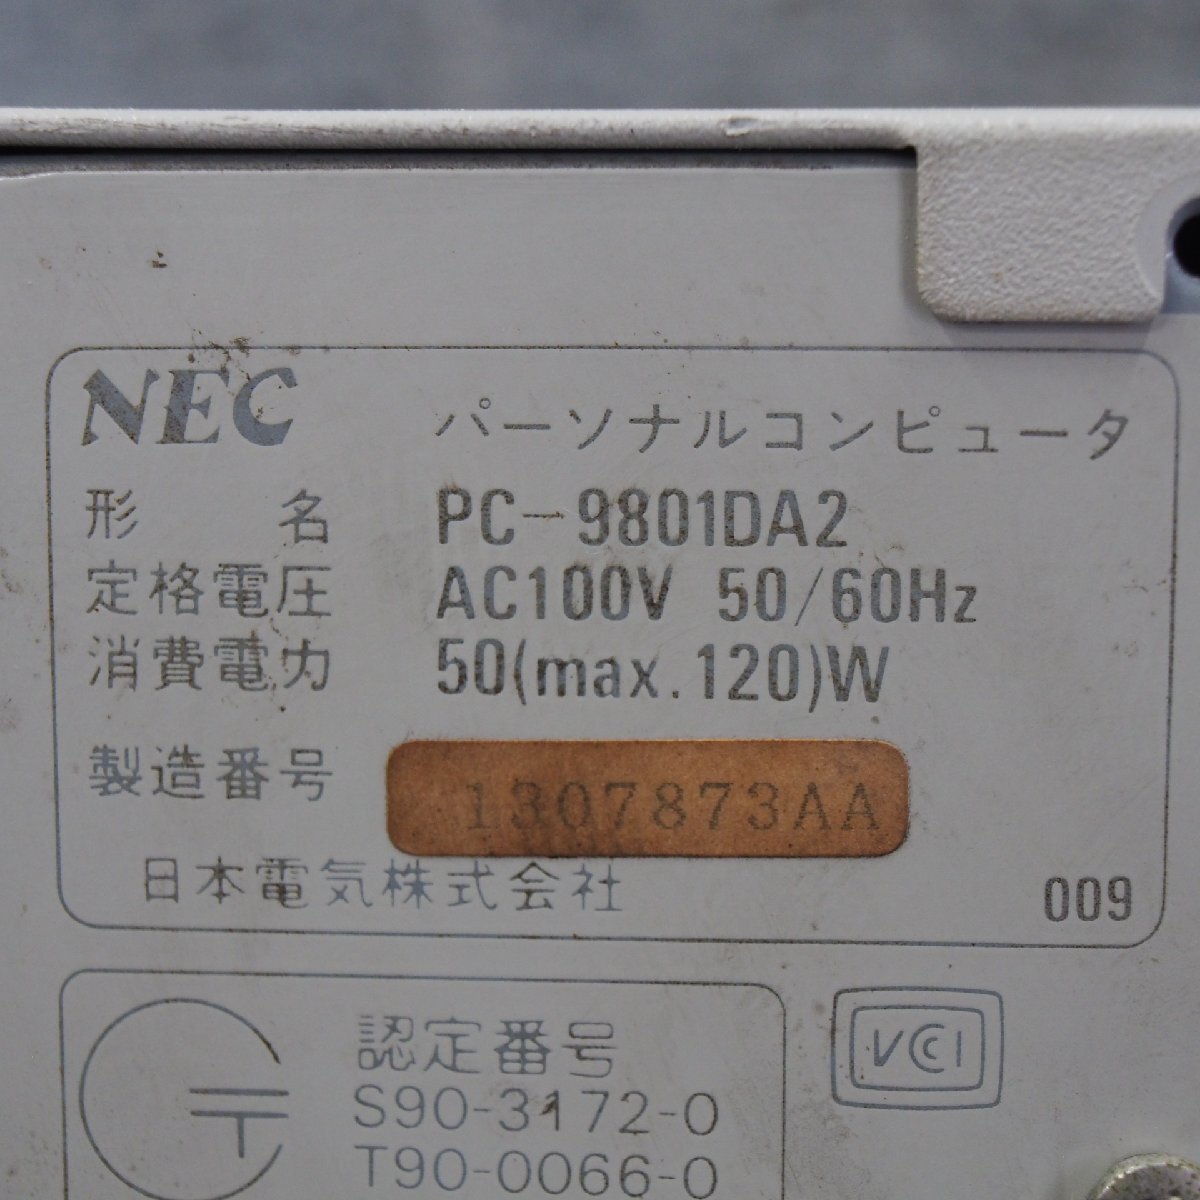 NEC パーソナルコンピュータ
形名 PC-9801DA2
定格電圧 AC100V 50/60Hz
消費電力 50(max.120)W
製造番号 1307873AA
日本電気株式会社 009
認定番号
S90-3172-0
T90-0066-0
VCCI